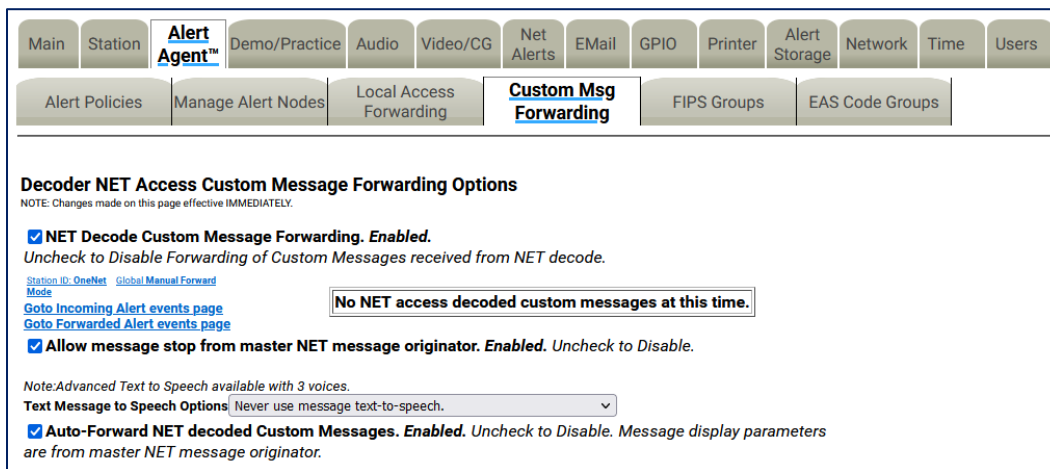 Main Station Alert Agent™ Demo/Practice Audio Video/CG Net Alerts EMail GPIO Printer Alert Storage Network Time Users
Alert Policies Manage Alert Nodes Local Access Forwarding Custom Msg Forwarding FIPS Groups EAS Code Groups
Decoder NET Access Custom Message Forwarding Options
NOTE: Changes made on this page effective IMMEDIATELY.
NET Decode Custom Message Forwarding. Enabled.
Uncheck to Disable Forwarding of Custom Messages received from NET decode.
Station ID: OneNet Global Manual Forward
Mode
Goto Incoming Alert events page
Goto Forwarded Alert events page
No NET access decoded custom messages at this time.
Allow message stop from master NET message originator. Enabled. Uncheck to Disable.
Note:Advanced Text to Speech available with 3 voices.
Text Message to Speech Options Never use message text-to-speech.
Auto-Forward NET decoded Custom Messages. Enabled. Uncheck to Disable. Message display parameters
are from master NET message originator.